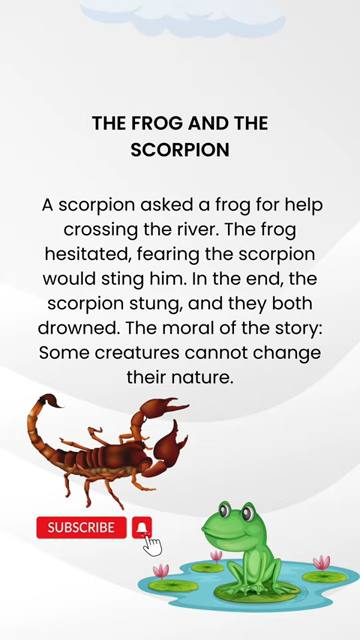 THE FROG AND THE
SCORPION
A scorpion asked a frog for help
crossing the river. The frog
hesitated, fearing the scorpion
would sting him. In the end, the
scorpion stung, and they both
drowned. The moral of the story:
Some creatures cannot change
their nature.
SUBSCRIBE